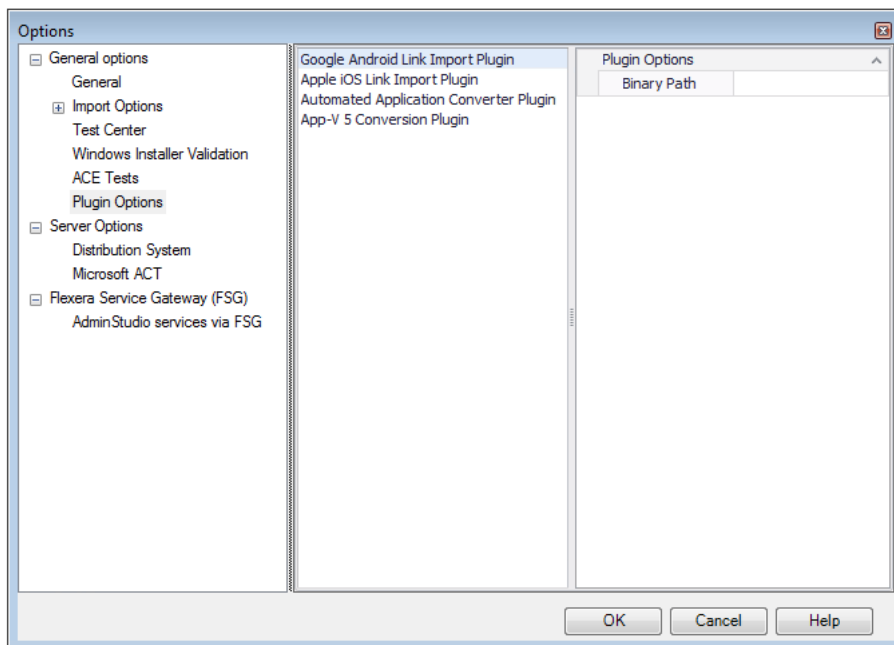 Options
General options
General
Import Options
Test Center
Windows Installer Validation
ACE Tests
Plugin Options
Server Options
Distribution System
Microsoft ACT
Flexera Service Gateway (FSG)
AdminStudio services via FSG
Google Android Link Import Plugin
Apple iOS Link Import Plugin
Automated Application Converter Plugin
App-V 5 Conversion Plugin
Plugin Options
Binary Path
OK
Cancel
Help